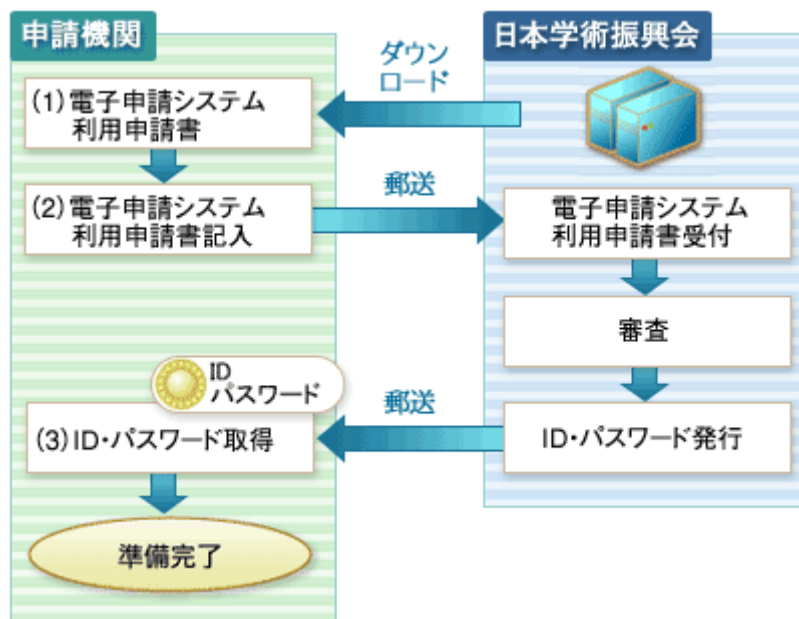 申請機関
日本学術振興会
ダウン
ロード
(1)電子申請システム
利用申請書
郵送
(2)電子申請システム
利用申請書記入
電子申請システム
利用申請書受付
審査
ID
パスワード
郵送
(3)ID・パスワード取得
ID・パスワード発行
準備完了